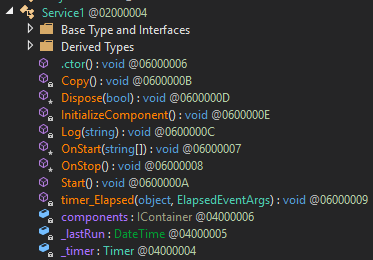 Service1 @02000004
Base Type and Interfaces
Derived Types
.ctor() : void @06000006
Copy() : void @0600000B
Dispose(bool) : void @0600000D
InitializeComponent() : void @0600000E
Log(string) : void @0600000C
OnStart(string[]) : void @06000007
OnStop() : void @06000008
Start() : void @0600000A
timer_Elapsed(object, ElapsedEventArgs) : void @06000009
components : IContainer @04000006
_lastRun : DateTime @04000005
_timer : Timer @04000004